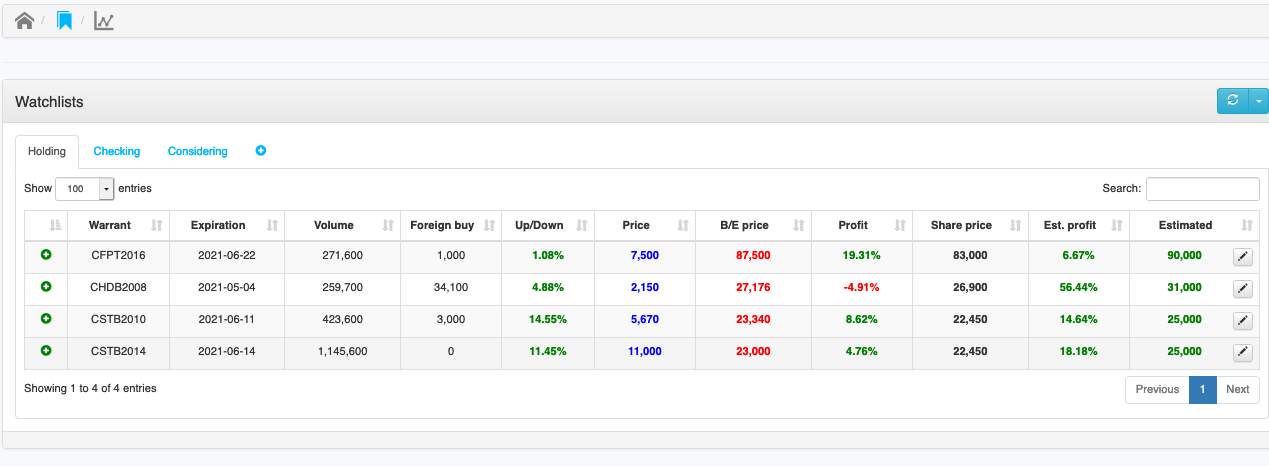 / /
Watchlists
Holding Checking Considering
Show 100 entries Search:
Warrant Expiration Volume Foreign buy Up/Down Price B/E price Profit Share price Est. profit Estimated
CFPT2016 2021-06-22 271,600 1,000 1.08% 7,500 87,500 19.31% 83,000 6.67% 90,000
CHDB2008 2021-05-04 259,700 34,100 4.88% 2,150 27,176 -4.91% 26,900 56.44% 31,000
CSTB2010 2021-06-11 423,600 3,000 14.55% 5,670 23,340 8.62% 22,450 14.64% 25,000
CSTB2014 2021-06-14 1,145,600 0 11.45% 11,000 23,000 4.76% 22,450 18.18% 25,000
Showing 1 to 4 of 4 entries Previous 1 Next